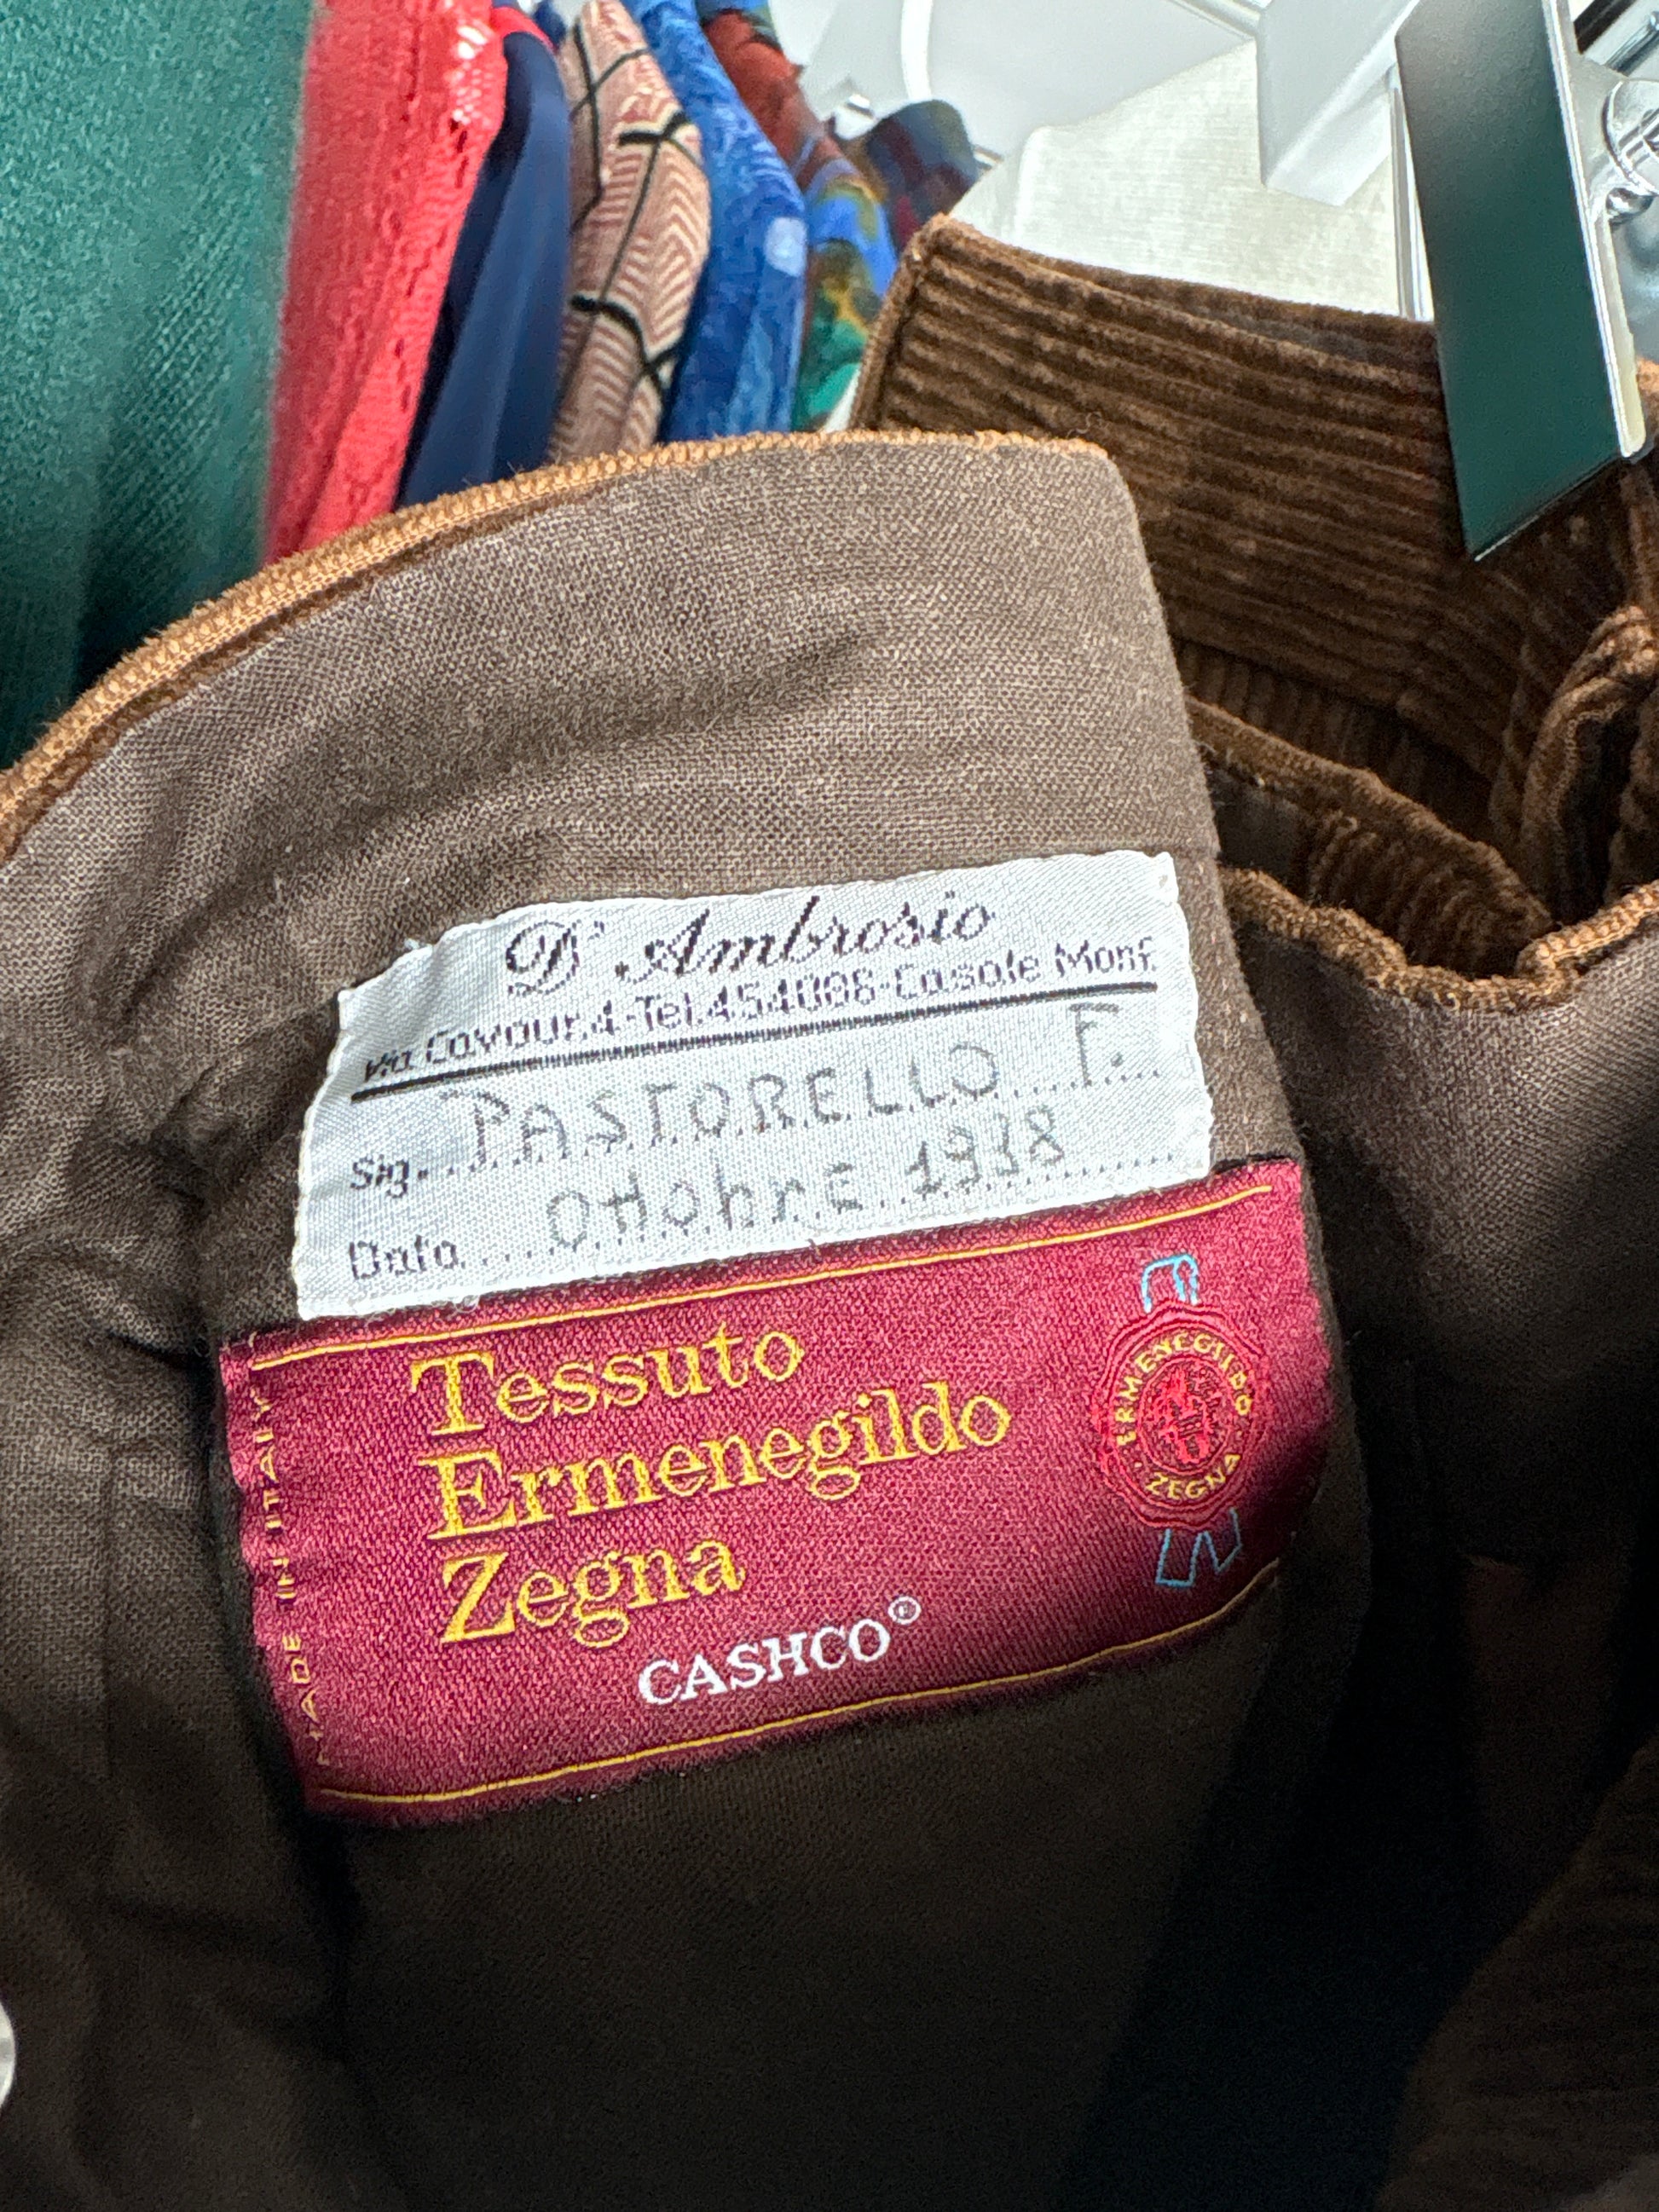 D'Ambrosio
Via Cavour,4-Tel.454006-Casale Monf.
Sig. PASTORELLO F.
Data Ottobre 1998
Tessuto
Ermenegildo
Zegna
CASHCO®
MADE IN ITALY
ERMENEGILDO
ZEGNA